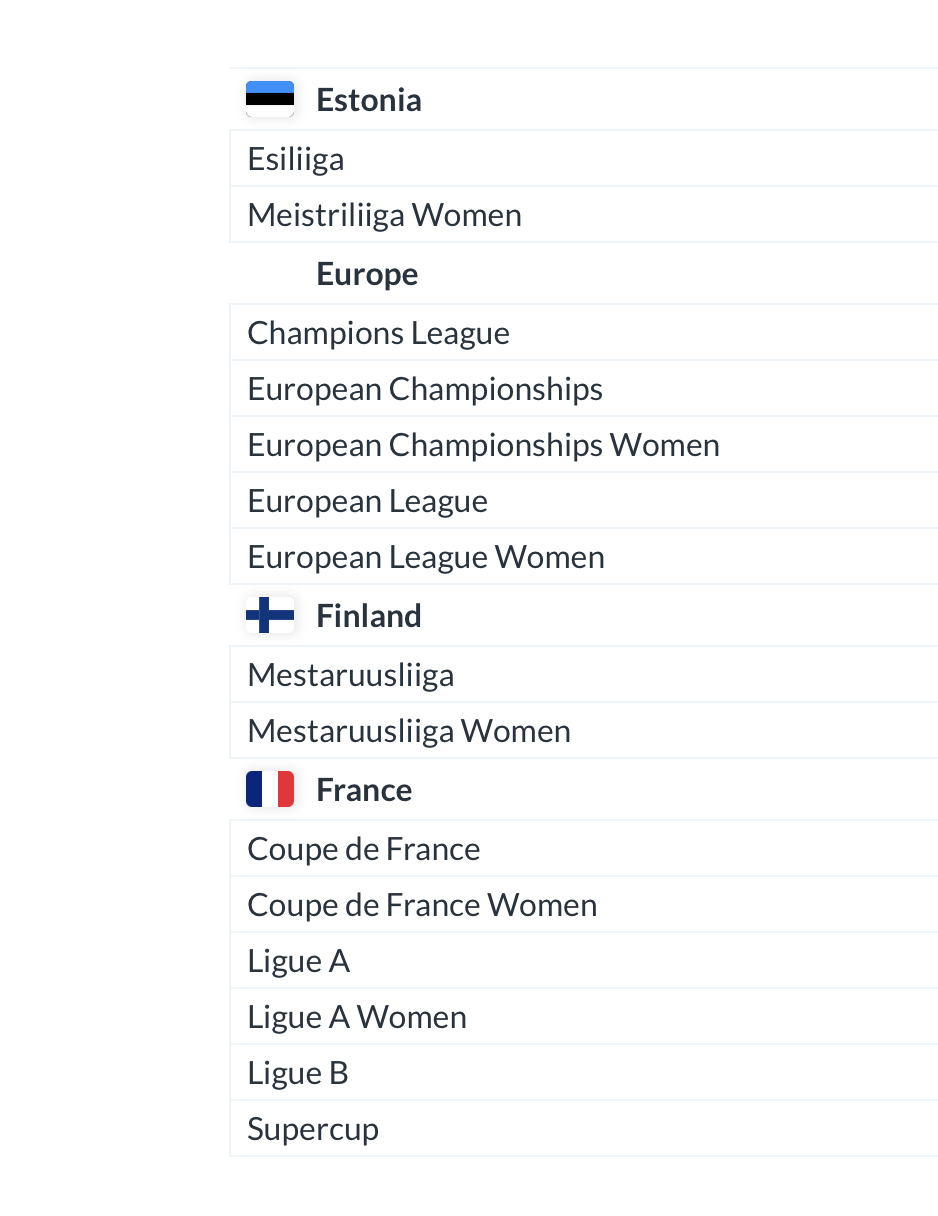 Estonia
Esiliiga
Meistriliiga Women
Europe
Champions League
European Championships
European Championships Women
European League
European League Women
Finland
Mestaruusliiga
Mestaruusliiga Women
France
Coupe de France
Coupe de France Women
Ligue A
Ligue A Women
Ligue B
Supercup